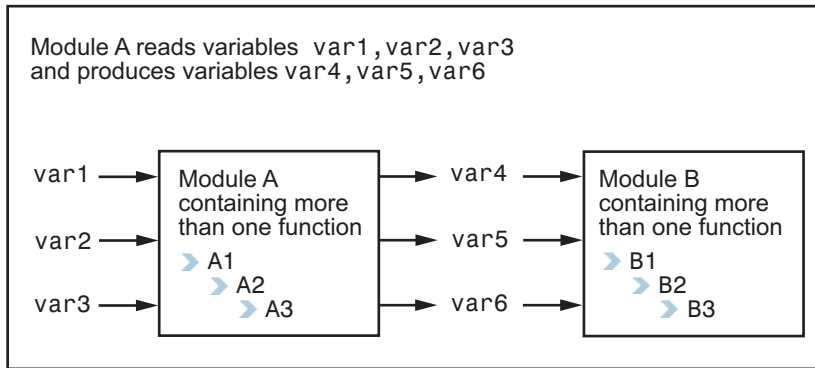 Module A reads variables var1,var2,var3
and produces variables var4,var5,var6
var1
var2
var3
Module A
containing more
than one function
A1
A2
A3
var4
var5
var6
Module B
containing more
than one function
B1
B2
B3